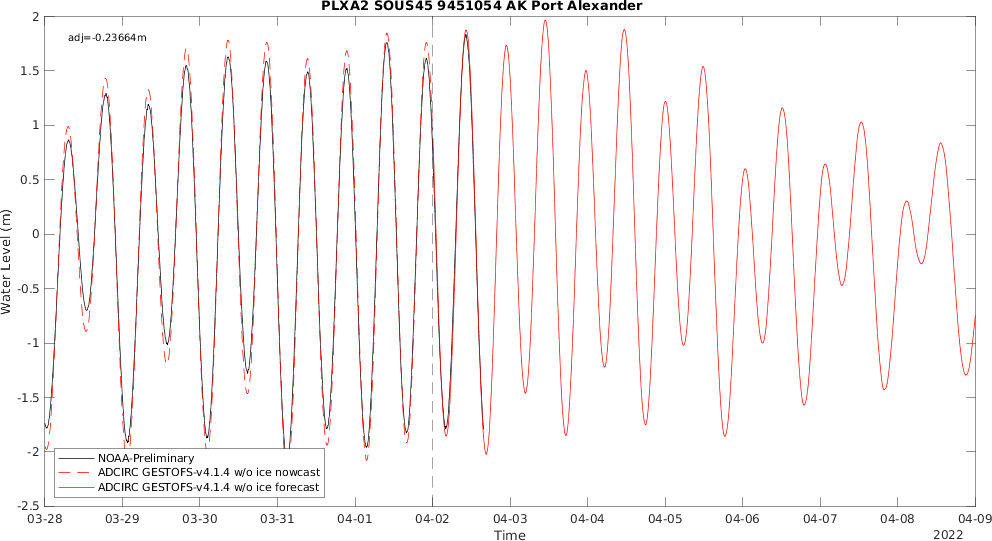 PLXA2 SOUS45 9451054 AK Port Alexander
adj=-0.23664m
2
1.5
1
0.5
0
-0.5
-1
-1.5
-2
-2.5
Water Level (m)
NOAA-Preliminary
ADCIRC GESTOFS-v4.1.4 w/o ice nowcast
ADCIRC GESTOFS-v4.1.4 w/o ice forecast
03-28 03-29 03-30 03-31 04-01 04-02 04-03 04-04 04-05 04-06 04-07 04-08 04-09
Time
2022